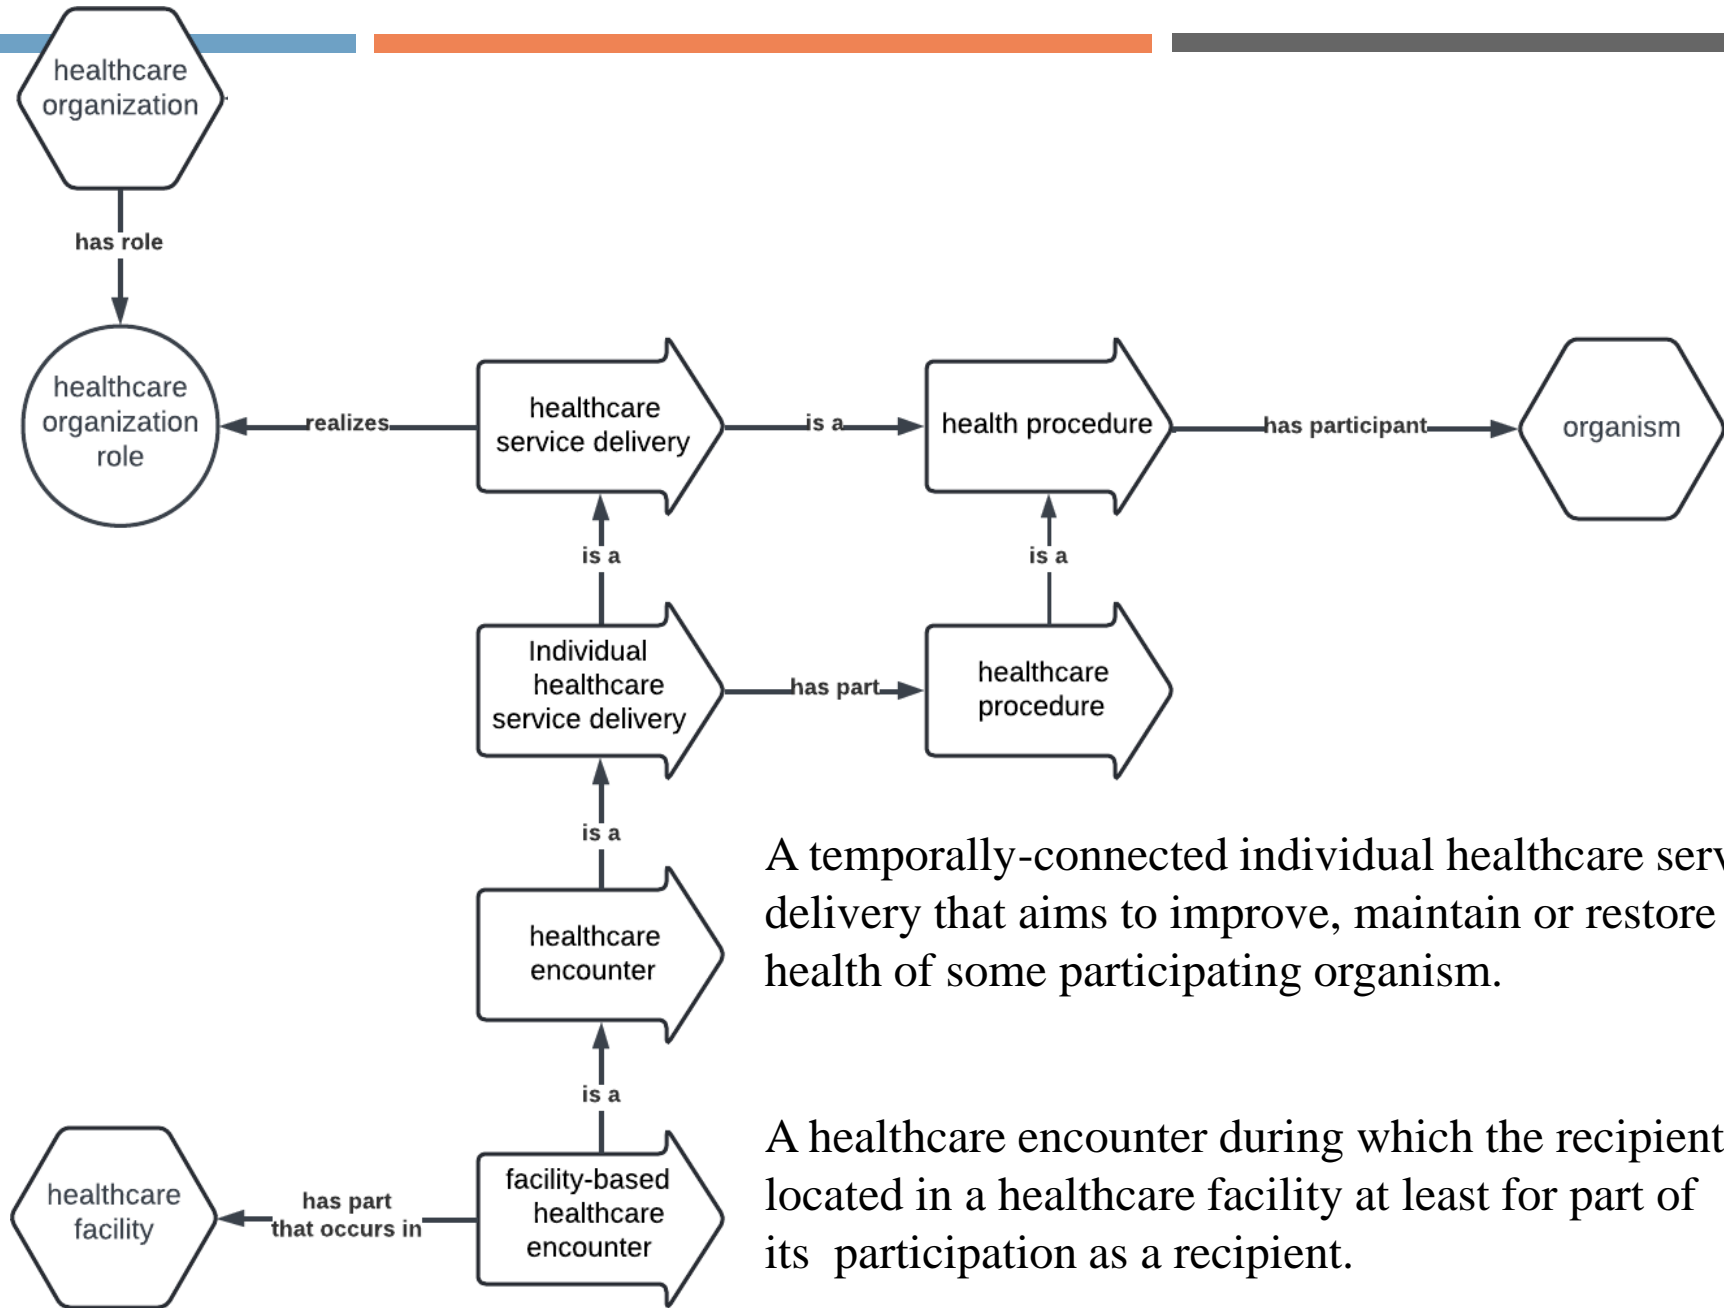 healthcare
organization
has role
healthcare
organization
role
realizes
healthcare
service delivery
is a
health procedure
has participant
organism
is a
is a
Individual
healthcare
service delivery
has part
healthcare
procedure
is a
healthcare
encounter
A temporally-connected individual healthcare
delivery that aims to improve, maintain or restore
health of some participating organism.
is a
healthcare
facility
has part
that occurs in
facility-based
healthcare
encounter
A healthcare encounter during which the recipient
located in a healthcare facility at least for part of
its participation as a recipient.